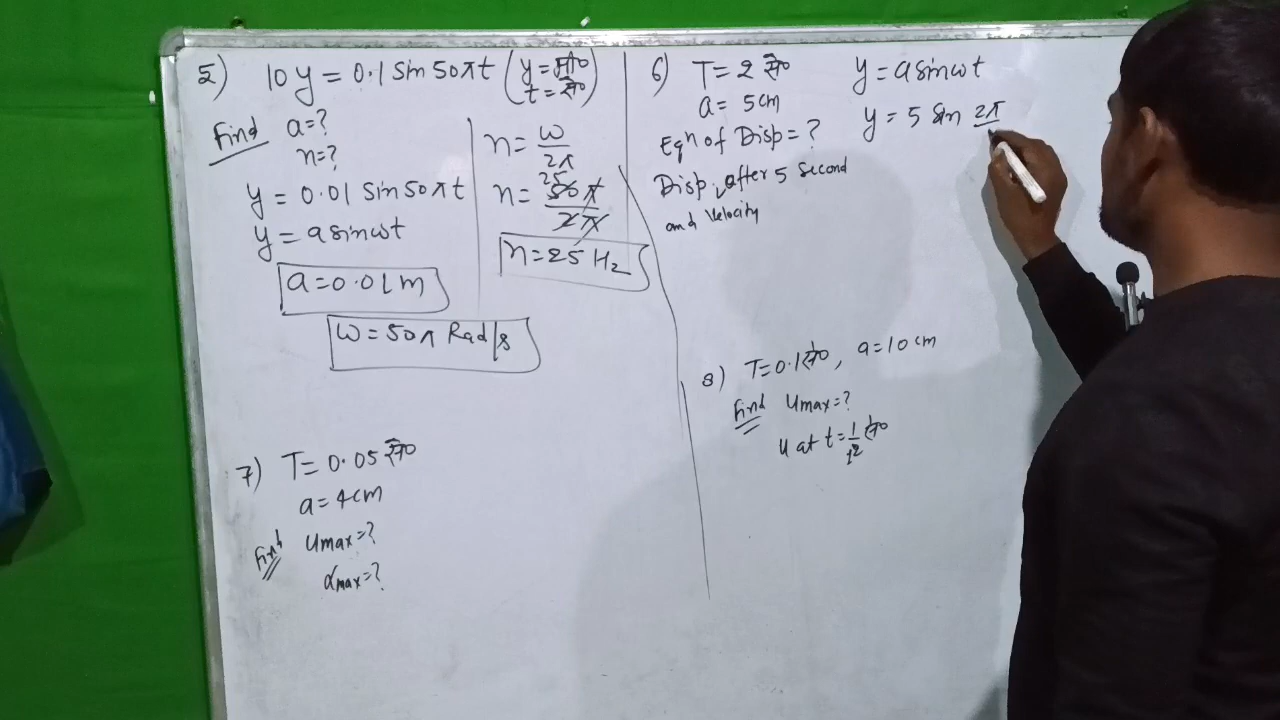 5) 10y = 0.1 sin 50πt (y = मी०
t = से०)
Find a = ?
n = ?
y = 0.01 sin 50πt
y = a sin ωt
a = 0.01 m
ω = 50π Rad/s
n = ω/2π
n = 50π/2π 25
n = 25 Hz
6) T = 2 से०
a = 5 cm
Eqn of Disp = ?
Disp, after 5 second
and velocity
y = a sin ωt
y = 5 sin 2π
7) T = 0.05 से०
a = 4 cm
Find umax = ?
αmax = ?
8) T = 0.1 से०, a = 10 cm
Find umax = ?
u at t = 1/12 से०